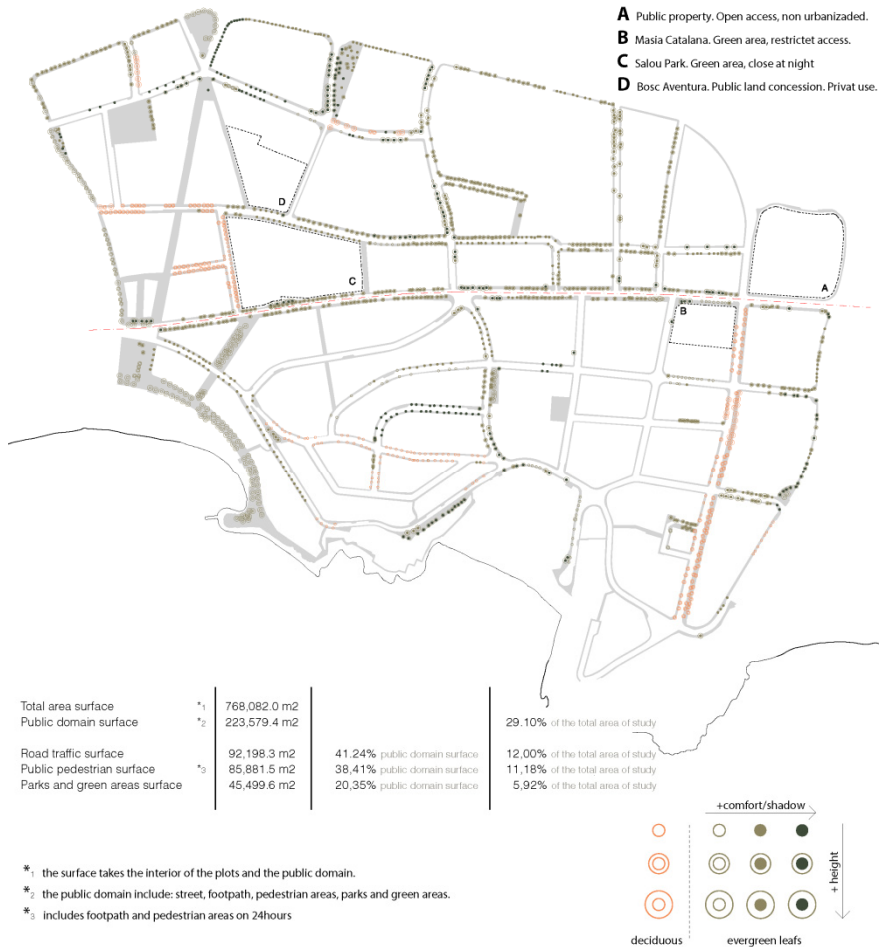 A Public property. Open access, non urbanizaded.
B Masia Catalana. Green area, restrictet access.
C Salou Park. Green area, close at night
D Bosc Aventura. Public land concession. Privat use.
D
C
A
B
Total area surface *1 768,082.0 m2
Public domain surface *2 223,579.4 m2 29.10% of the total area of study
Road traffic surface 92,198.3 m2 41.24% public domain surface 12,00% of the total area of study
Public pedestrian surface *3 85,881.5 m2 38,41% public domain surface 11,18% of the total area of study
Parks and green areas surface 45,499.6 m2 20,35% public domain surface 5,92% of the total area of study
+comfort/shadow
+ height
deciduous evergreen leafs
*1 the surface takes the interior of the plots and the public domain.
*2 the public domain include: street, footpath, pedestrian areas, parks and green areas.
*3 includes footpath and pedestrian areas on 24hours